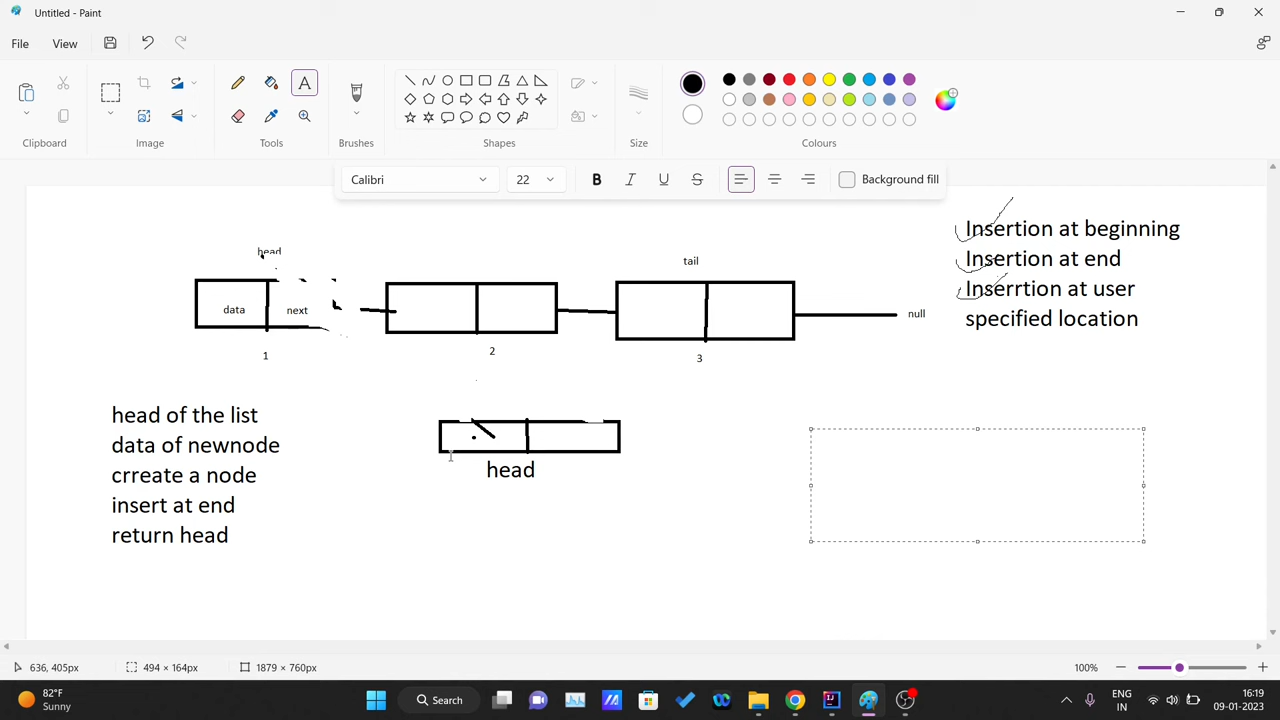 Untitled - Paint
File
View
Clipboard
Image
Tools
Brushes
Shapes
Size
Colours
A
Calibri
22
B
I
U
S
Background fill
head
data
next
1
2
tail
3
null
Insertion at beginning
Insertion at end
Inserrtion at user
specified location
head of the list
data of newnode
crreate a node
insert at end
return head
head
636, 405px
494 × 164px
1879 × 760px
100%
82°F
Sunny
Search
ENG
IN
16:19
09-01-2023